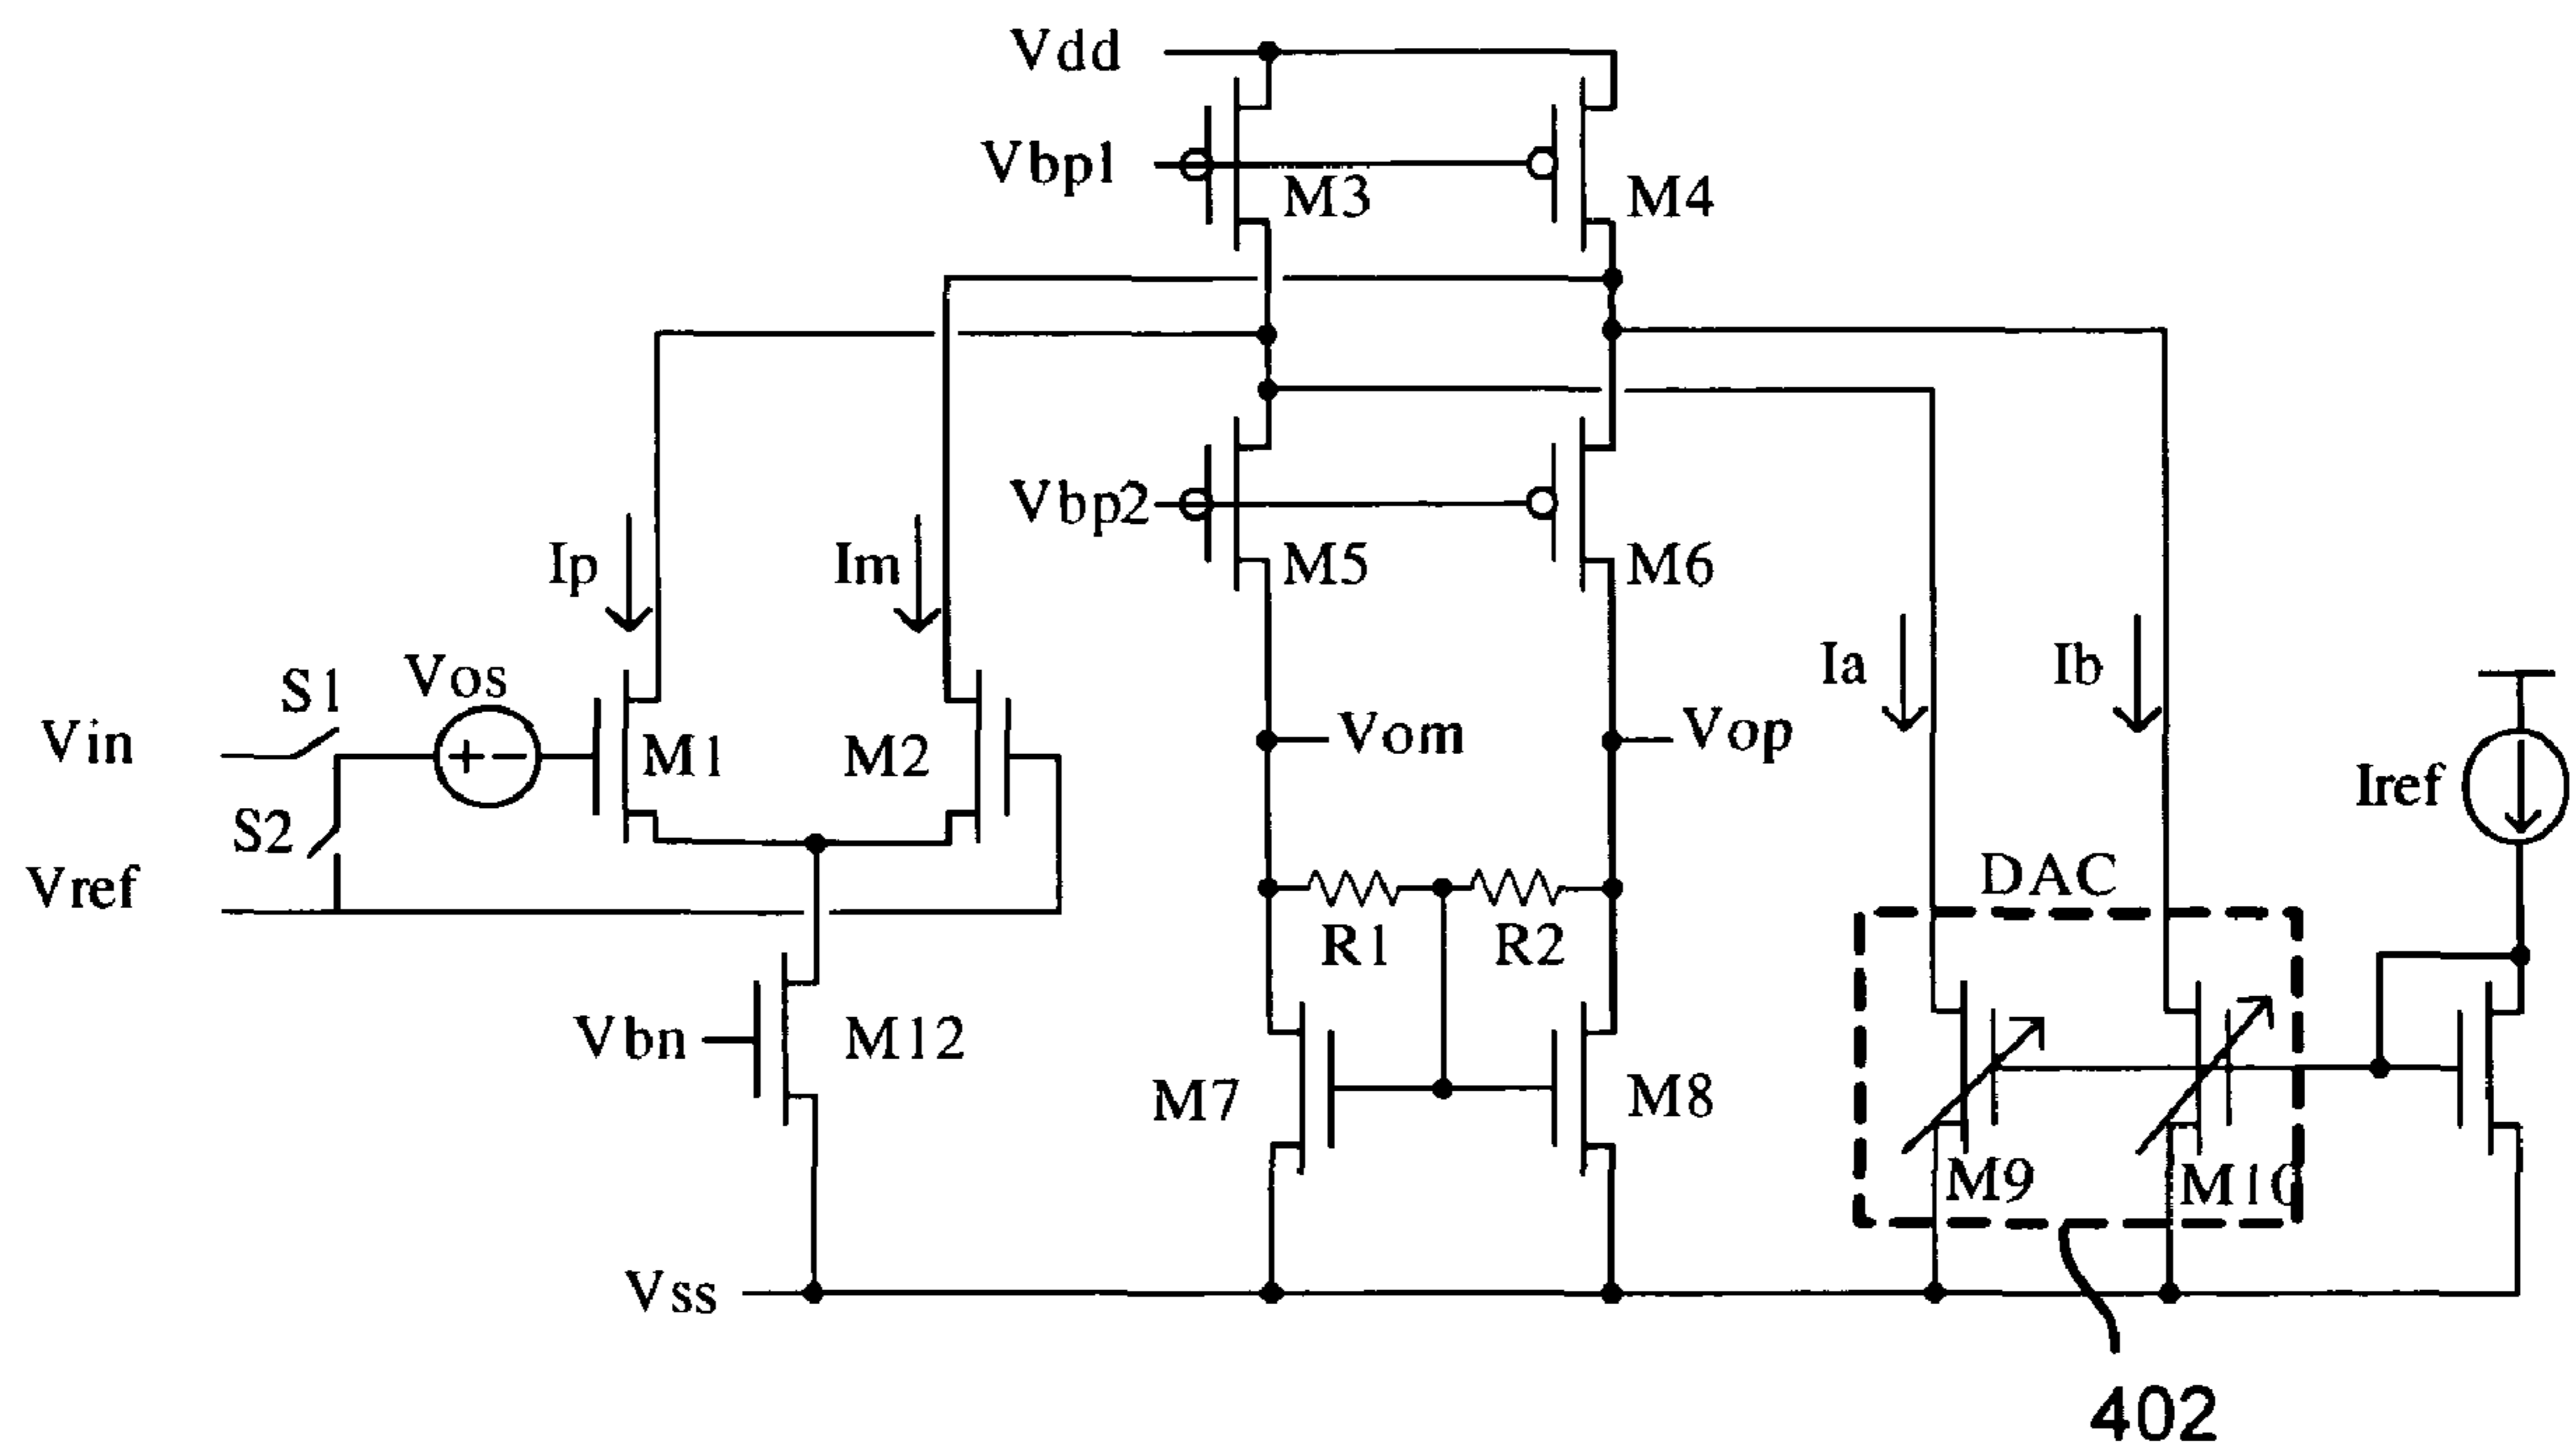 Vdd
Vbp1
M3
M4
Vbp2
M5
M6
Ip
Im
Ia
Ib
S1
Vos
Vin
M1
M2
Vom
Vop
Iref
S2
Vref
DAC
R1
R2
Vbn
M12
M7
M8
M9
M10
Vss
402